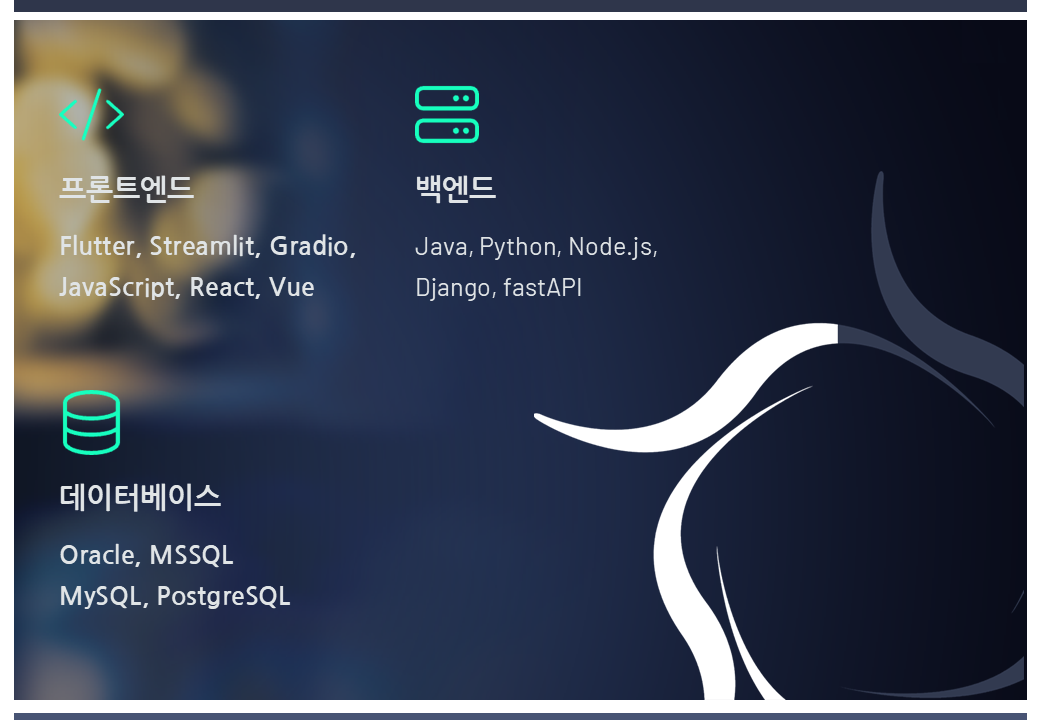 프론트엔드
Flutter, Streamlit, Gradio,
JavaScript, React, Vue
백엔드
Java, Python, Node.js,
Django, fastAPI
데이터베이스
Oracle, MSSQL
MySQL, PostgreSQL